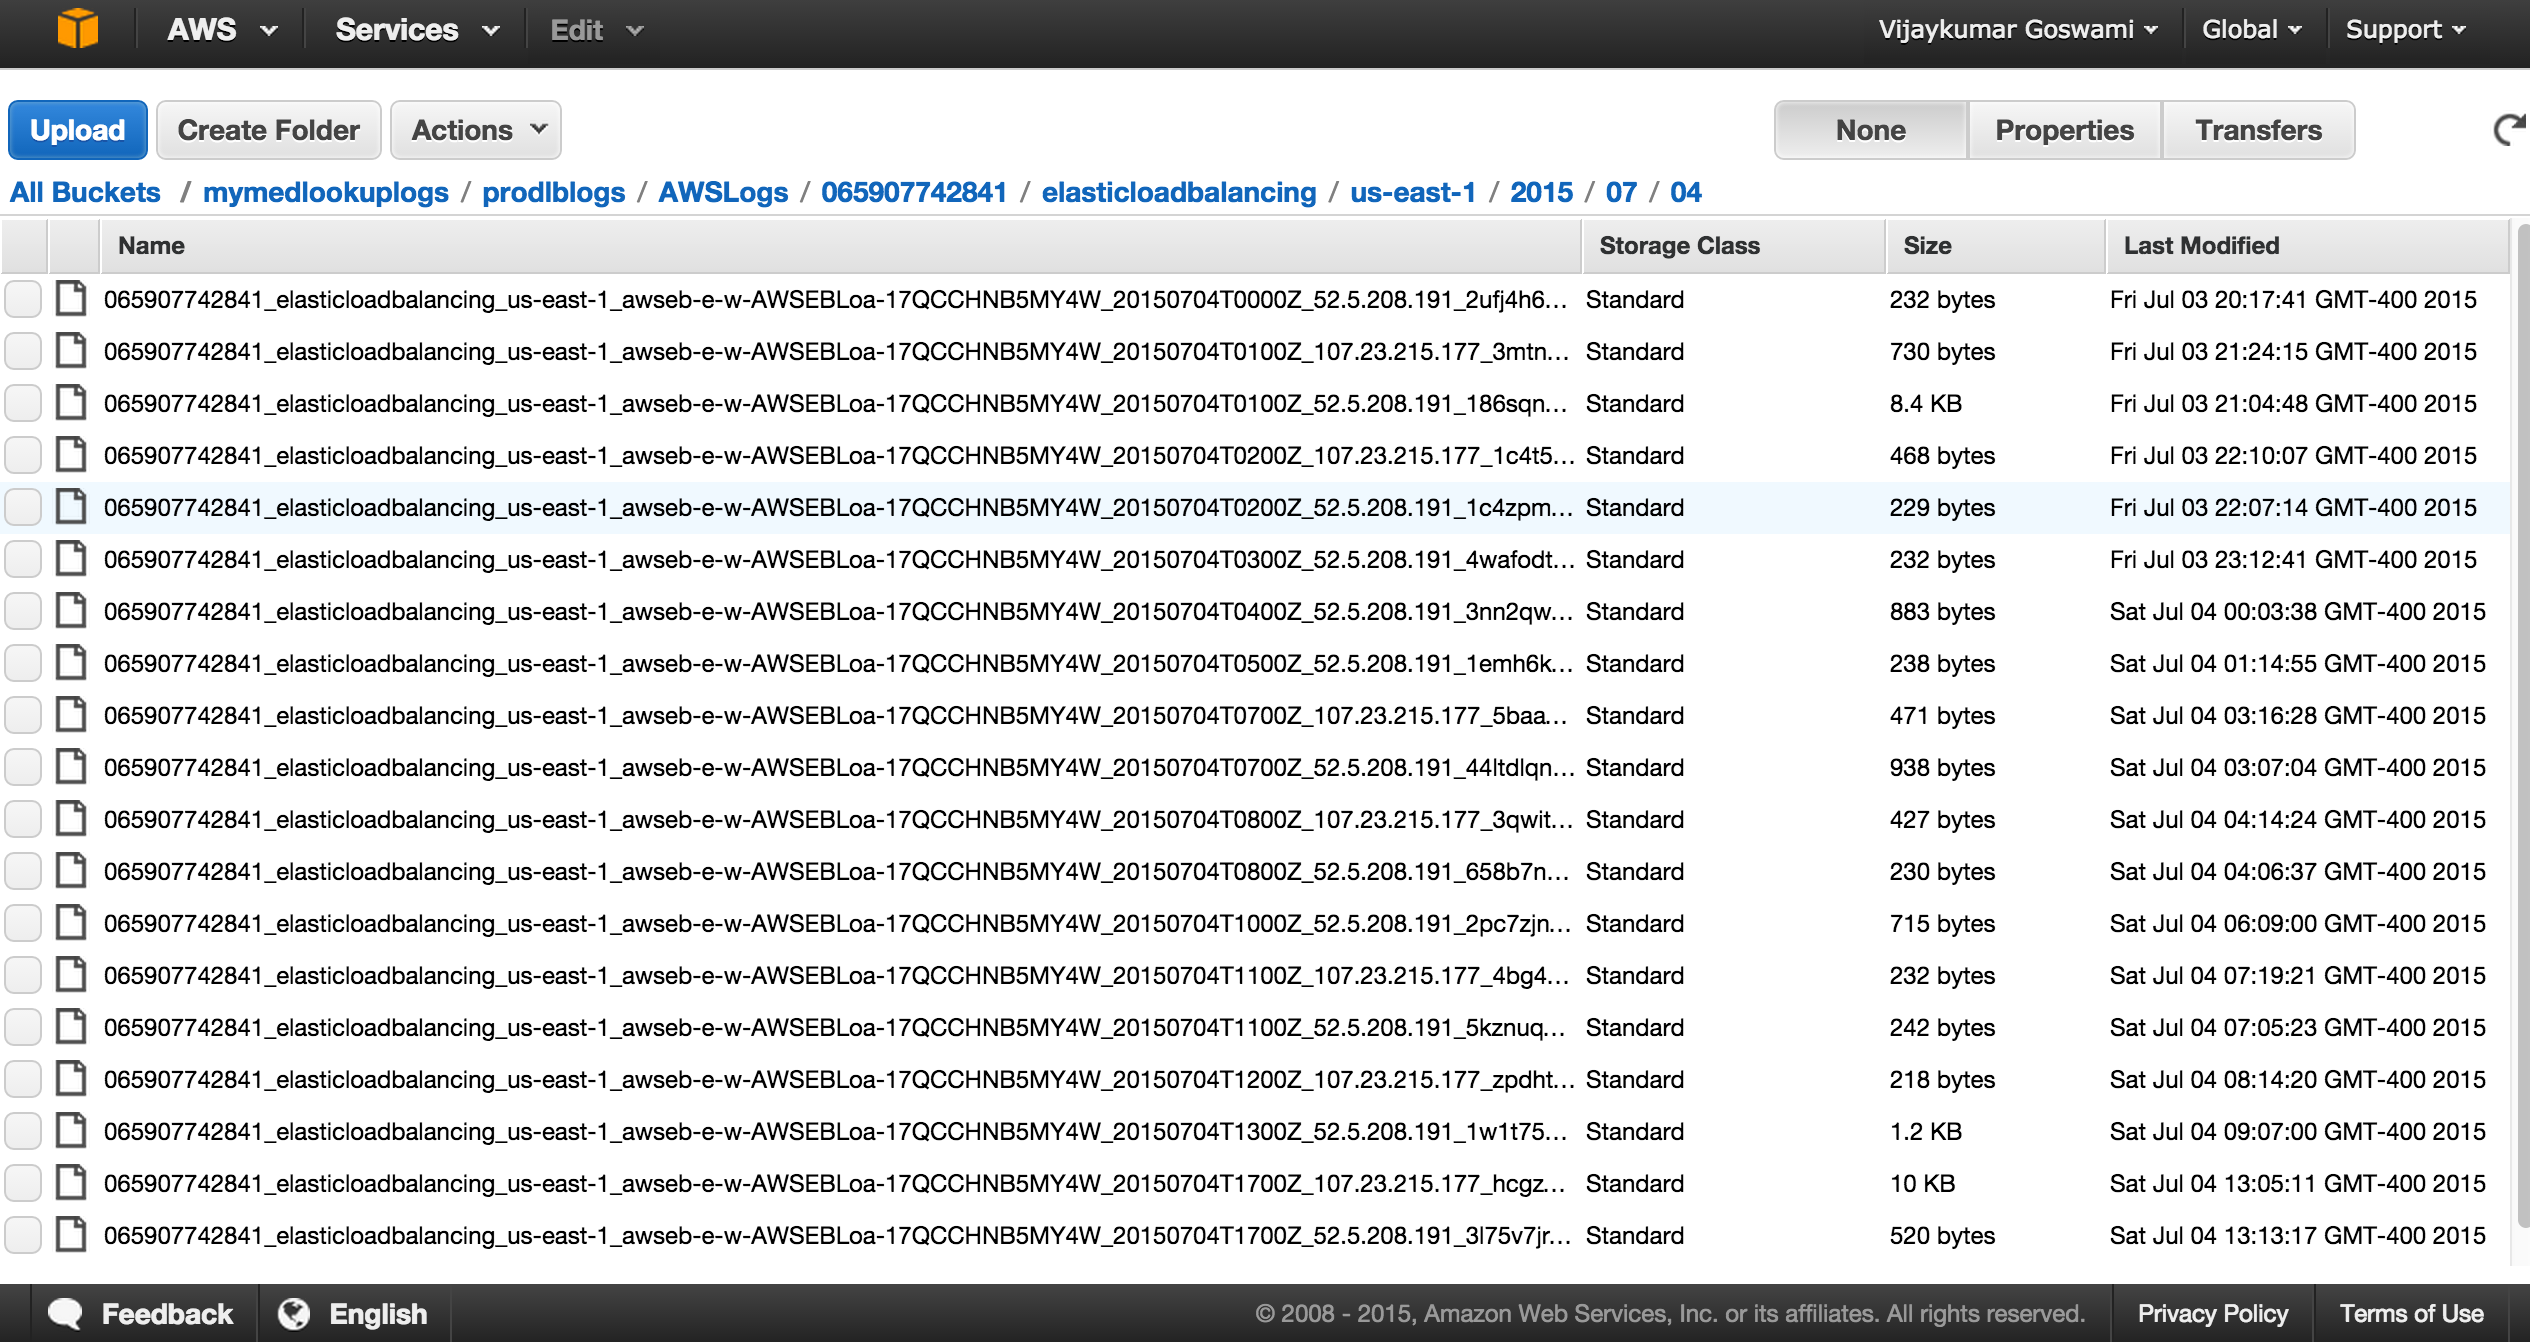 AWS Services Edit Vijaykumar Goswami Global Support
Upload Create Folder Actions None Properties Transfers
All Buckets / mymedlookuplogs / prodlblogs / AWSLogs / 065907742841 / elasticloadbalancing / us-east-1 / 2015 / 07 / 04
Name Storage Class Size Last Modified
065907742841_elasticloadbalancing_us-east-1_awseb-e-w-AWSEBLoa-17QCCHNB5MY4W_20150704T0000Z_52.5.208.191_2ufj4h6... Standard 232 bytes Fri Jul 03 20:17:41 GMT-400 2015
065907742841_elasticloadbalancing_us-east-1_awseb-e-w-AWSEBLoa-17QCCHNB5MY4W_20150704T0100Z_107.23.215.177_3mtn... Standard 730 bytes Fri Jul 03 21:24:15 GMT-400 2015
065907742841_elasticloadbalancing_us-east-1_awseb-e-w-AWSEBLoa-17QCCHNB5MY4W_20150704T0100Z_52.5.208.191_186sqn... Standard 8.4 KB Fri Jul 03 21:04:48 GMT-400 2015
065907742841_elasticloadbalancing_us-east-1_awseb-e-w-AWSEBLoa-17QCCHNB5MY4W_20150704T0200Z_107.23.215.177_1c4t5... Standard 468 bytes Fri Jul 03 22:10:07 GMT-400 2015
065907742841_elasticloadbalancing_us-east-1_awseb-e-w-AWSEBLoa-17QCCHNB5MY4W_20150704T0200Z_52.5.208.191_1c4zpm... Standard 229 bytes Fri Jul 03 22:07:14 GMT-400 2015
065907742841_elasticloadbalancing_us-east-1_awseb-e-w-AWSEBLoa-17QCCHNB5MY4W_20150704T0300Z_52.5.208.191_4wafodt... Standard 232 bytes Fri Jul 03 23:12:41 GMT-400 2015
065907742841_elasticloadbalancing_us-east-1_awseb-e-w-AWSEBLoa-17QCCHNB5MY4W_20150704T0400Z_52.5.208.191_3nn2qw... Standard 883 bytes Sat Jul 04 00:03:38 GMT-400 2015
065907742841_elasticloadbalancing_us-east-1_awseb-e-w-AWSEBLoa-17QCCHNB5MY4W_20150704T0500Z_52.5.208.191_1emh6k... Standard 238 bytes Sat Jul 04 01:14:55 GMT-400 2015
065907742841_elasticloadbalancing_us-east-1_awseb-e-w-AWSEBLoa-17QCCHNB5MY4W_20150704T0700Z_107.23.215.177_5baa... Standard 471 bytes Sat Jul 04 03:16:28 GMT-400 2015
065907742841_elasticloadbalancing_us-east-1_awseb-e-w-AWSEBLoa-17QCCHNB5MY4W_20150704T0700Z_52.5.208.191_44ltdlqn... Standard 938 bytes Sat Jul 04 03:07:04 GMT-400 2015
065907742841_elasticloadbalancing_us-east-1_awseb-e-w-AWSEBLoa-17QCCHNB5MY4W_20150704T0800Z_107.23.215.177_3qwit... Standard 427 bytes Sat Jul 04 04:14:24 GMT-400 2015
065907742841_elasticloadbalancing_us-east-1_awseb-e-w-AWSEBLoa-17QCCHNB5MY4W_20150704T0800Z_52.5.208.191_658b7n... Standard 230 bytes Sat Jul 04 04:06:37 GMT-400 2015
065907742841_elasticloadbalancing_us-east-1_awseb-e-w-AWSEBLoa-17QCCHNB5MY4W_20150704T1000Z_52.5.208.191_2pc7zjn... Standard 715 bytes Sat Jul 04 06:09:00 GMT-400 2015
065907742841_elasticloadbalancing_us-east-1_awseb-e-w-AWSEBLoa-17QCCHNB5MY4W_20150704T1100Z_107.23.215.177_4bg4... Standard 232 bytes Sat Jul 04 07:19:21 GMT-400 2015
065907742841_elasticloadbalancing_us-east-1_awseb-e-w-AWSEBLoa-17QCCHNB5MY4W_20150704T1100Z_52.5.208.191_5kznuq... Standard 242 bytes Sat Jul 04 07:05:23 GMT-400 2015
065907742841_elasticloadbalancing_us-east-1_awseb-e-w-AWSEBLoa-17QCCHNB5MY4W_20150704T1200Z_107.23.215.177_zpdht... Standard 218 bytes Sat Jul 04 08:14:20 GMT-400 2015
065907742841_elasticloadbalancing_us-east-1_awseb-e-w-AWSEBLoa-17QCCHNB5MY4W_20150704T1300Z_52.5.208.191_1w1t75... Standard 1.2 KB Sat Jul 04 09:07:00 GMT-400 2015
065907742841_elasticloadbalancing_us-east-1_awseb-e-w-AWSEBLoa-17QCCHNB5MY4W_20150704T1700Z_107.23.215.177_hcgz... Standard 10 KB Sat Jul 04 13:05:11 GMT-400 2015
065907742841_elasticloadbalancing_us-east-1_awseb-e-w-AWSEBLoa-17QCCHNB5MY4W_20150704T1700Z_52.5.208.191_3l75v7jr... Standard 520 bytes Sat Jul 04 13:13:17 GMT-400 2015
Feedback English © 2008 - 2015, Amazon Web Services, Inc. or its affiliates. All rights reserved. Privacy Policy Terms of Use